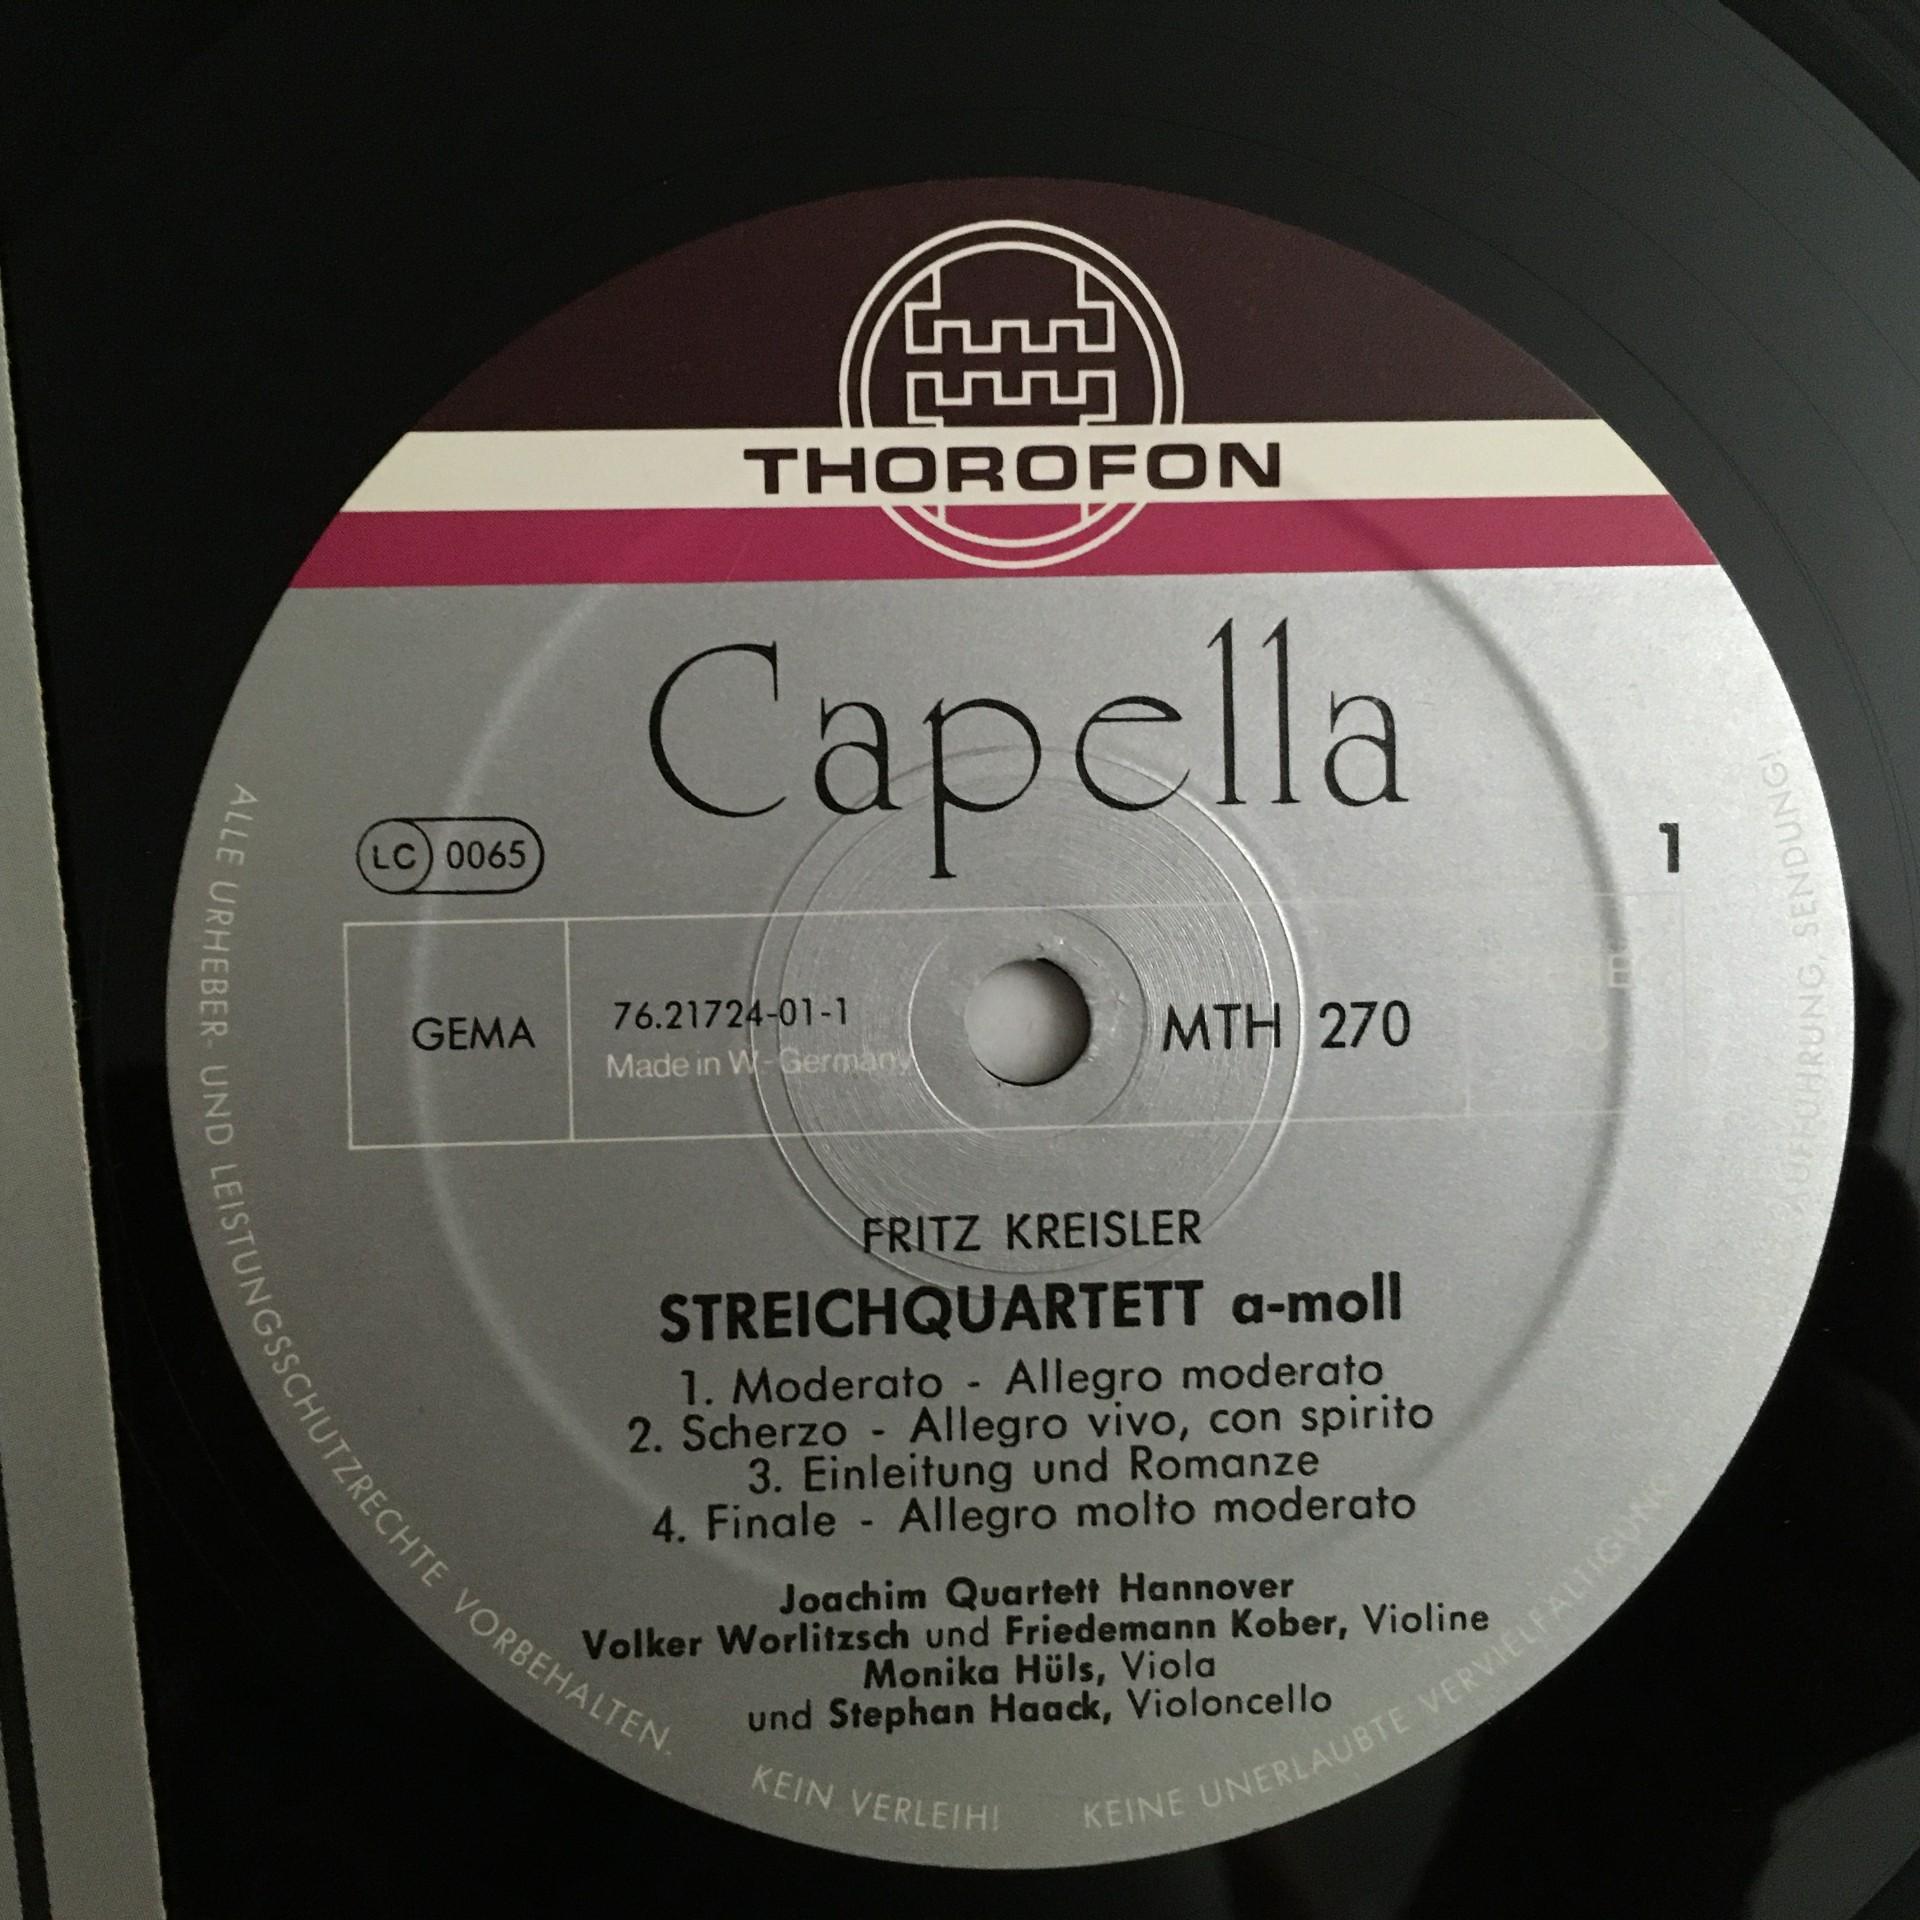 THOROFON
Capella
LC 0065
1
GEMA
76.21724-01-1
Made in W-Germany
MTH 270
FRITZ KREISLER
STREICHQUARTETT a-moll
1. Moderato - Allegro moderato
2. Scherzo - Allegro vivo, con spirito
3. Einleitung und Romanze
4. Finale - Allegro molto moderato
Joachim Quartett Hannover
Volker Worlitzsch und Friedemann Kober, Violine
Monika Hüls, Viola
und Stephan Haack, Violoncello
ALLE URHEBER- UND LEISTUNGSSCHUTZRECHTE VORBEHALTEN. KEIN VERLEIH! KEINE UNERLAUBTE VERVIELFÄLTIGUNG, AUFFÜHRUNG, SENDUNG!